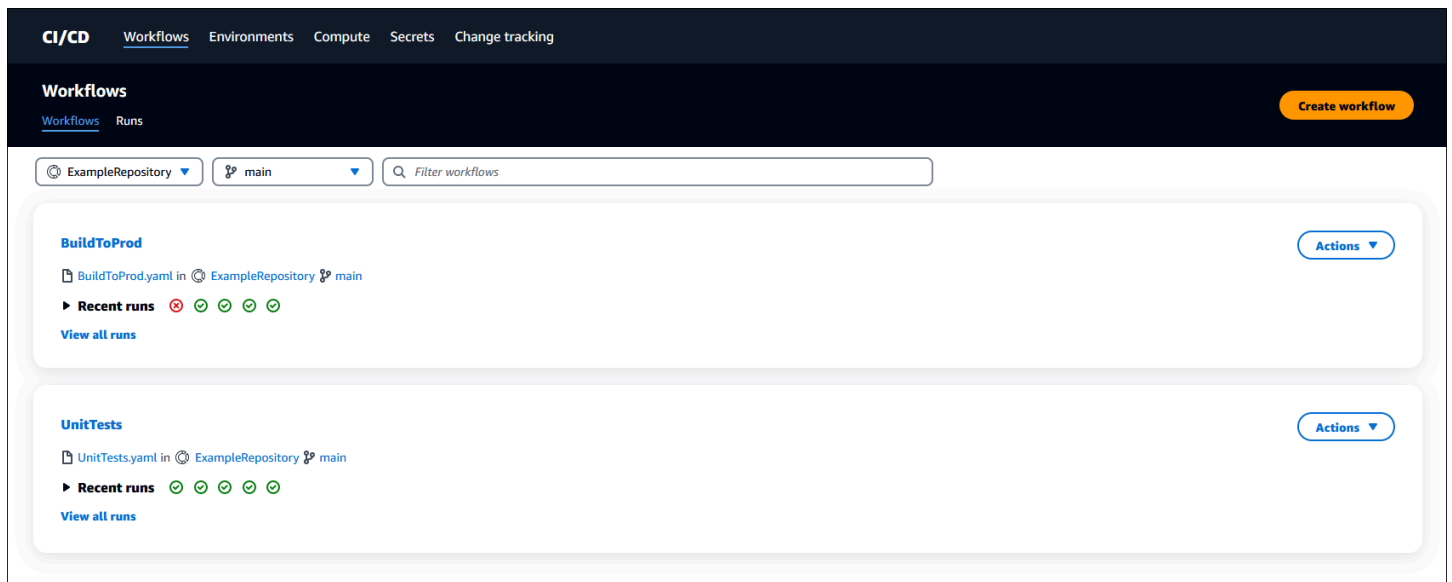 CI/CD Workflows Environments Compute Secrets Change tracking
Workflows
Create workflow
Workflows Runs
ExampleRepository main Filter workflows
BuildToProd
Actions
BuildToProd.yaml in ExampleRepository main
Recent runs
View all runs
UnitTests
Actions
UnitTests.yaml in ExampleRepository main
Recent runs
View all runs